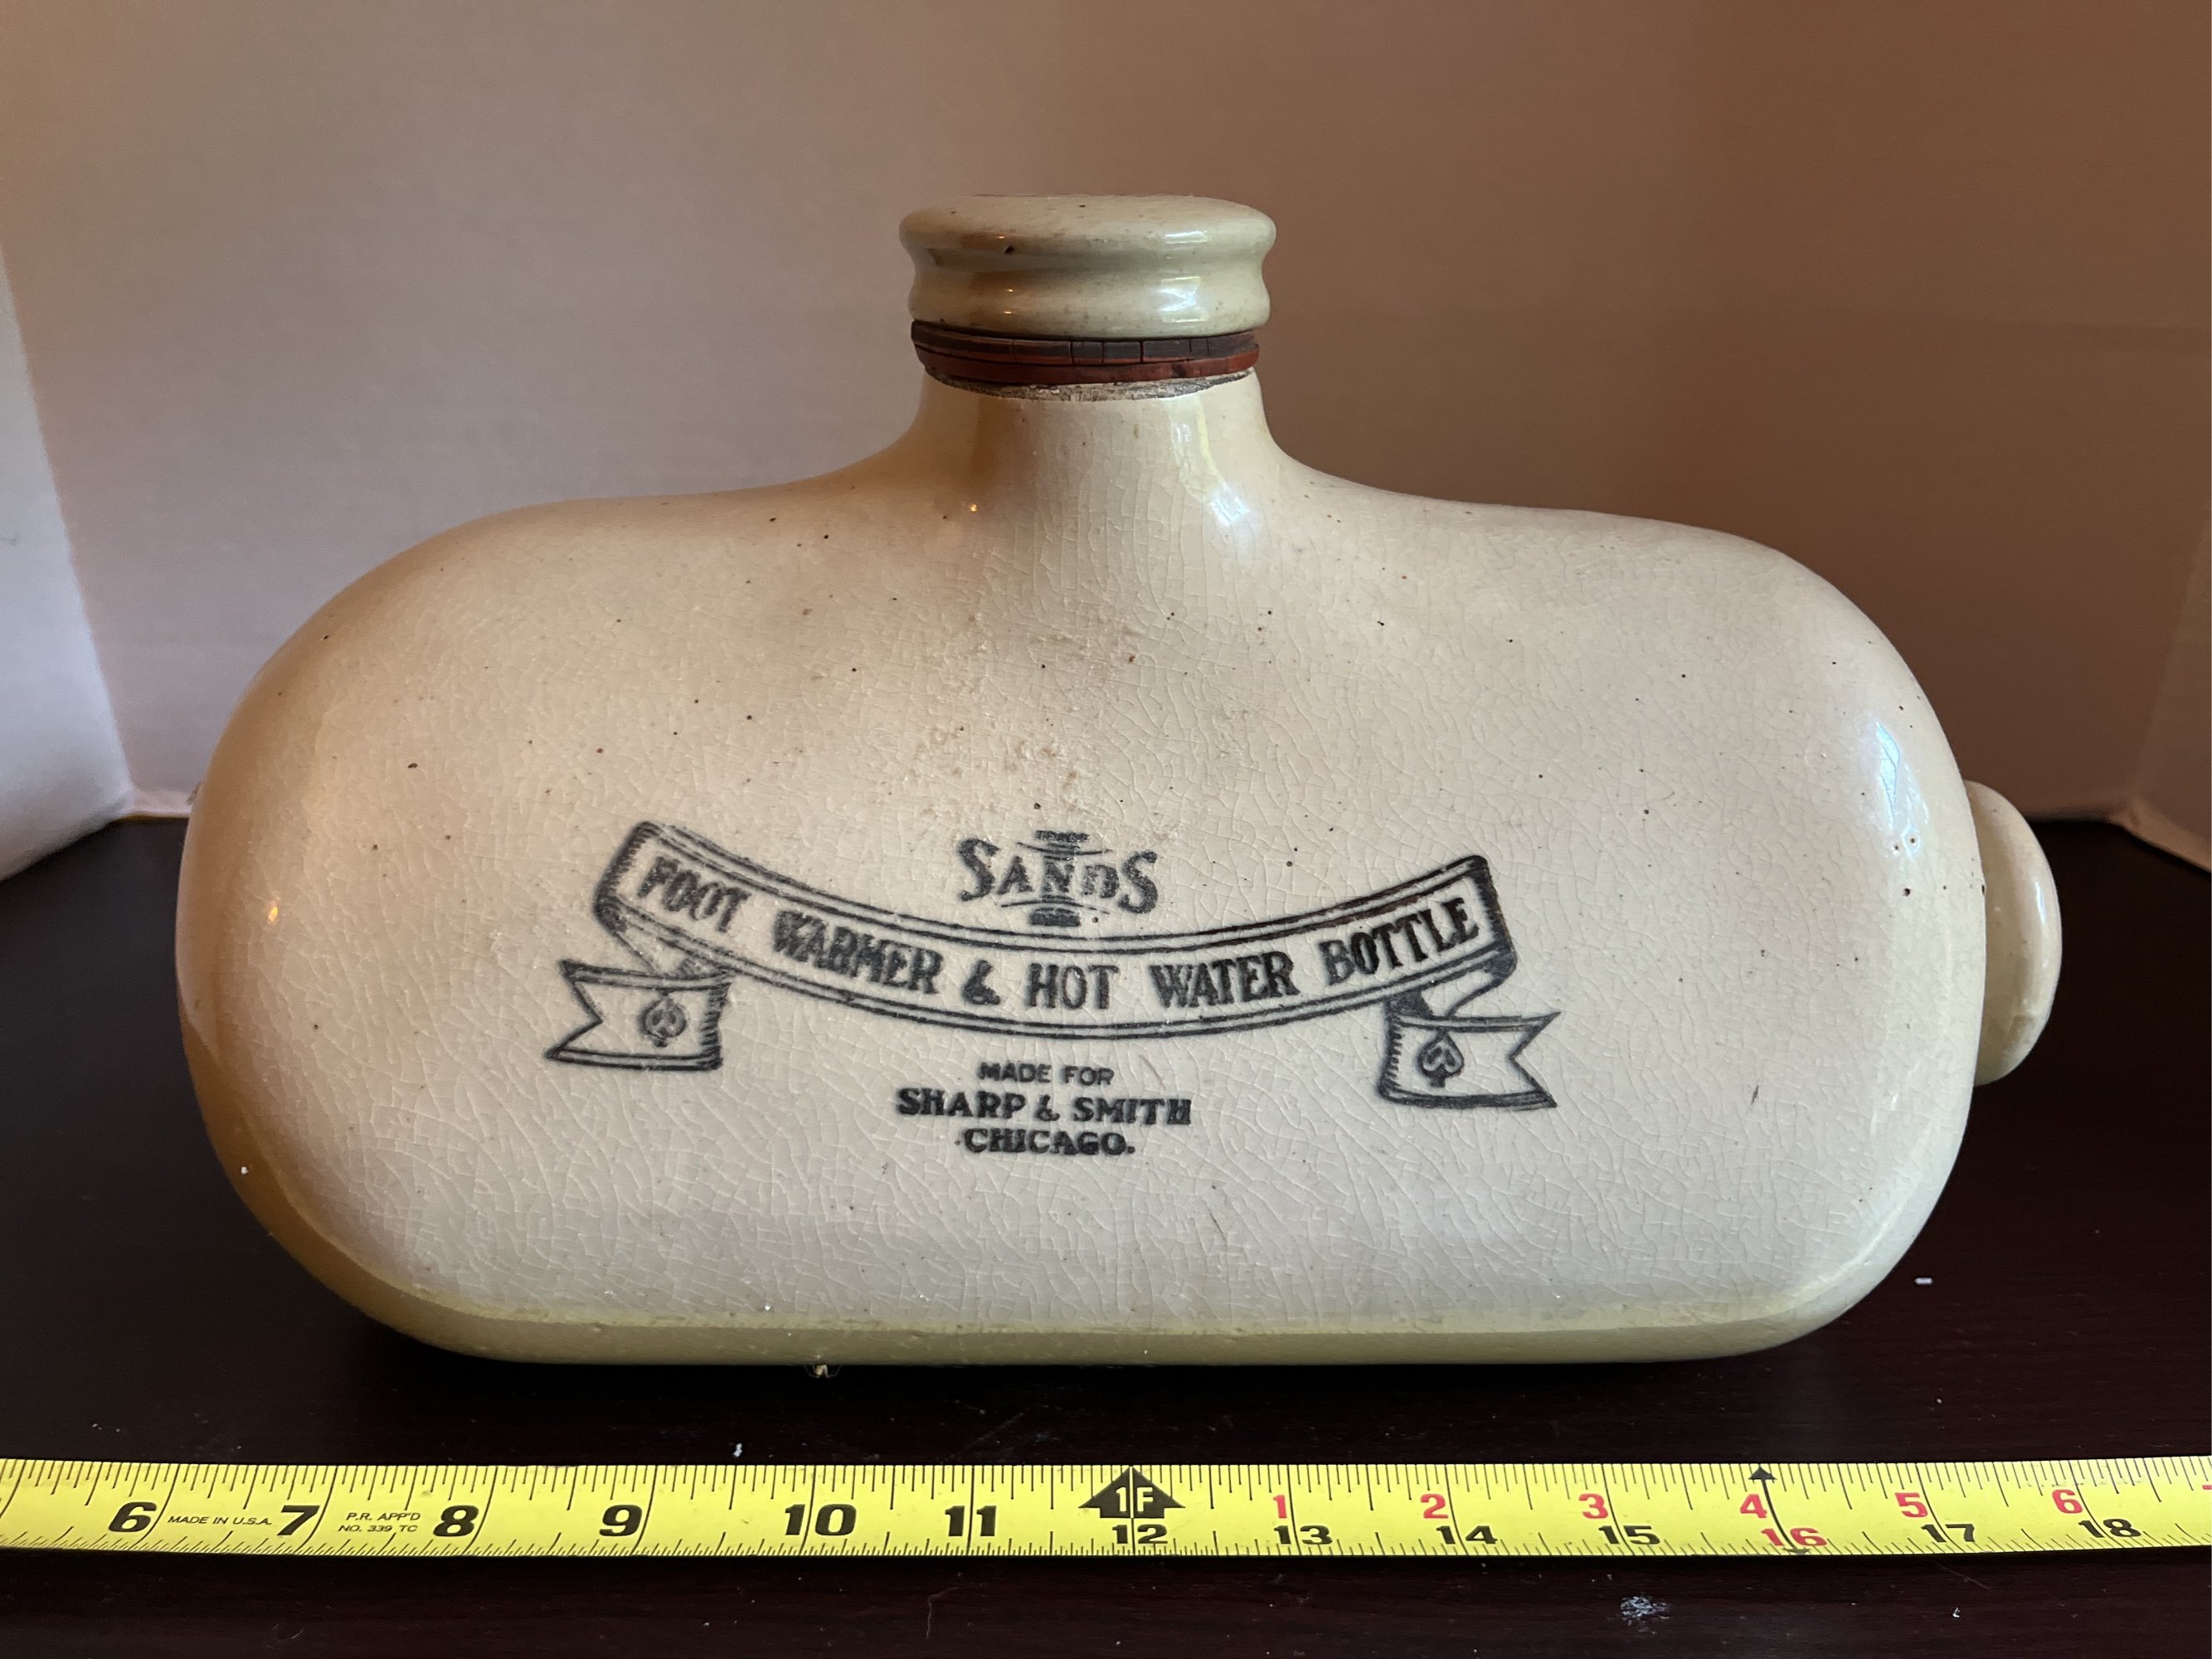 SANDS
FOOT WARMER & HOT WATER BOTTLE
MADE FOR
SHARP & SMITH
CHICAGO.
1F
1 2 3 4 5 6
6 MADE IN U.S.A. 7 P.R. APP'D 8 9 10 11 12 13 14 15 16 17 18
NO. 339 TC